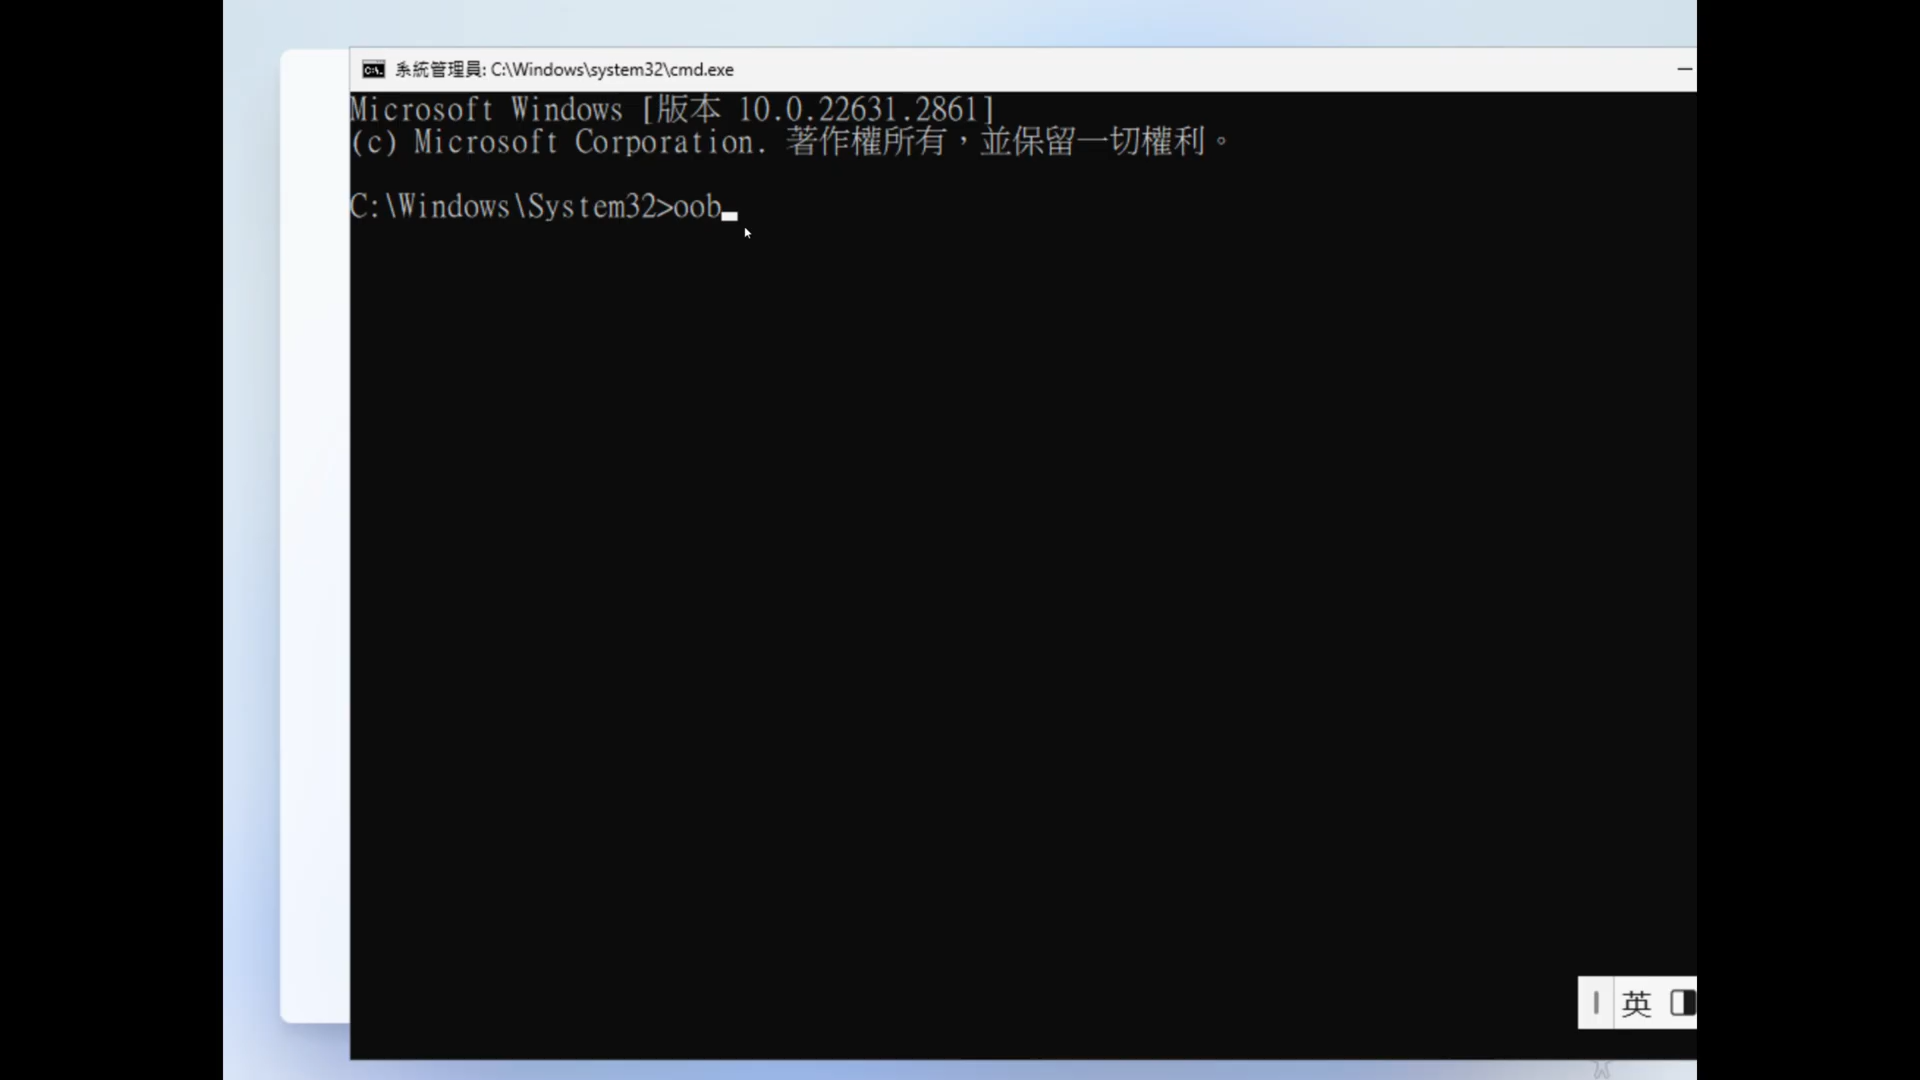 系統管理員: C:\Windows\system32\cmd.exe
Microsoft Windows [版本 10.0.22631.2861]
(c) Microsoft Corporation. 著作權所有，並保留一切權利。
C:\Windows\System32>oob
英